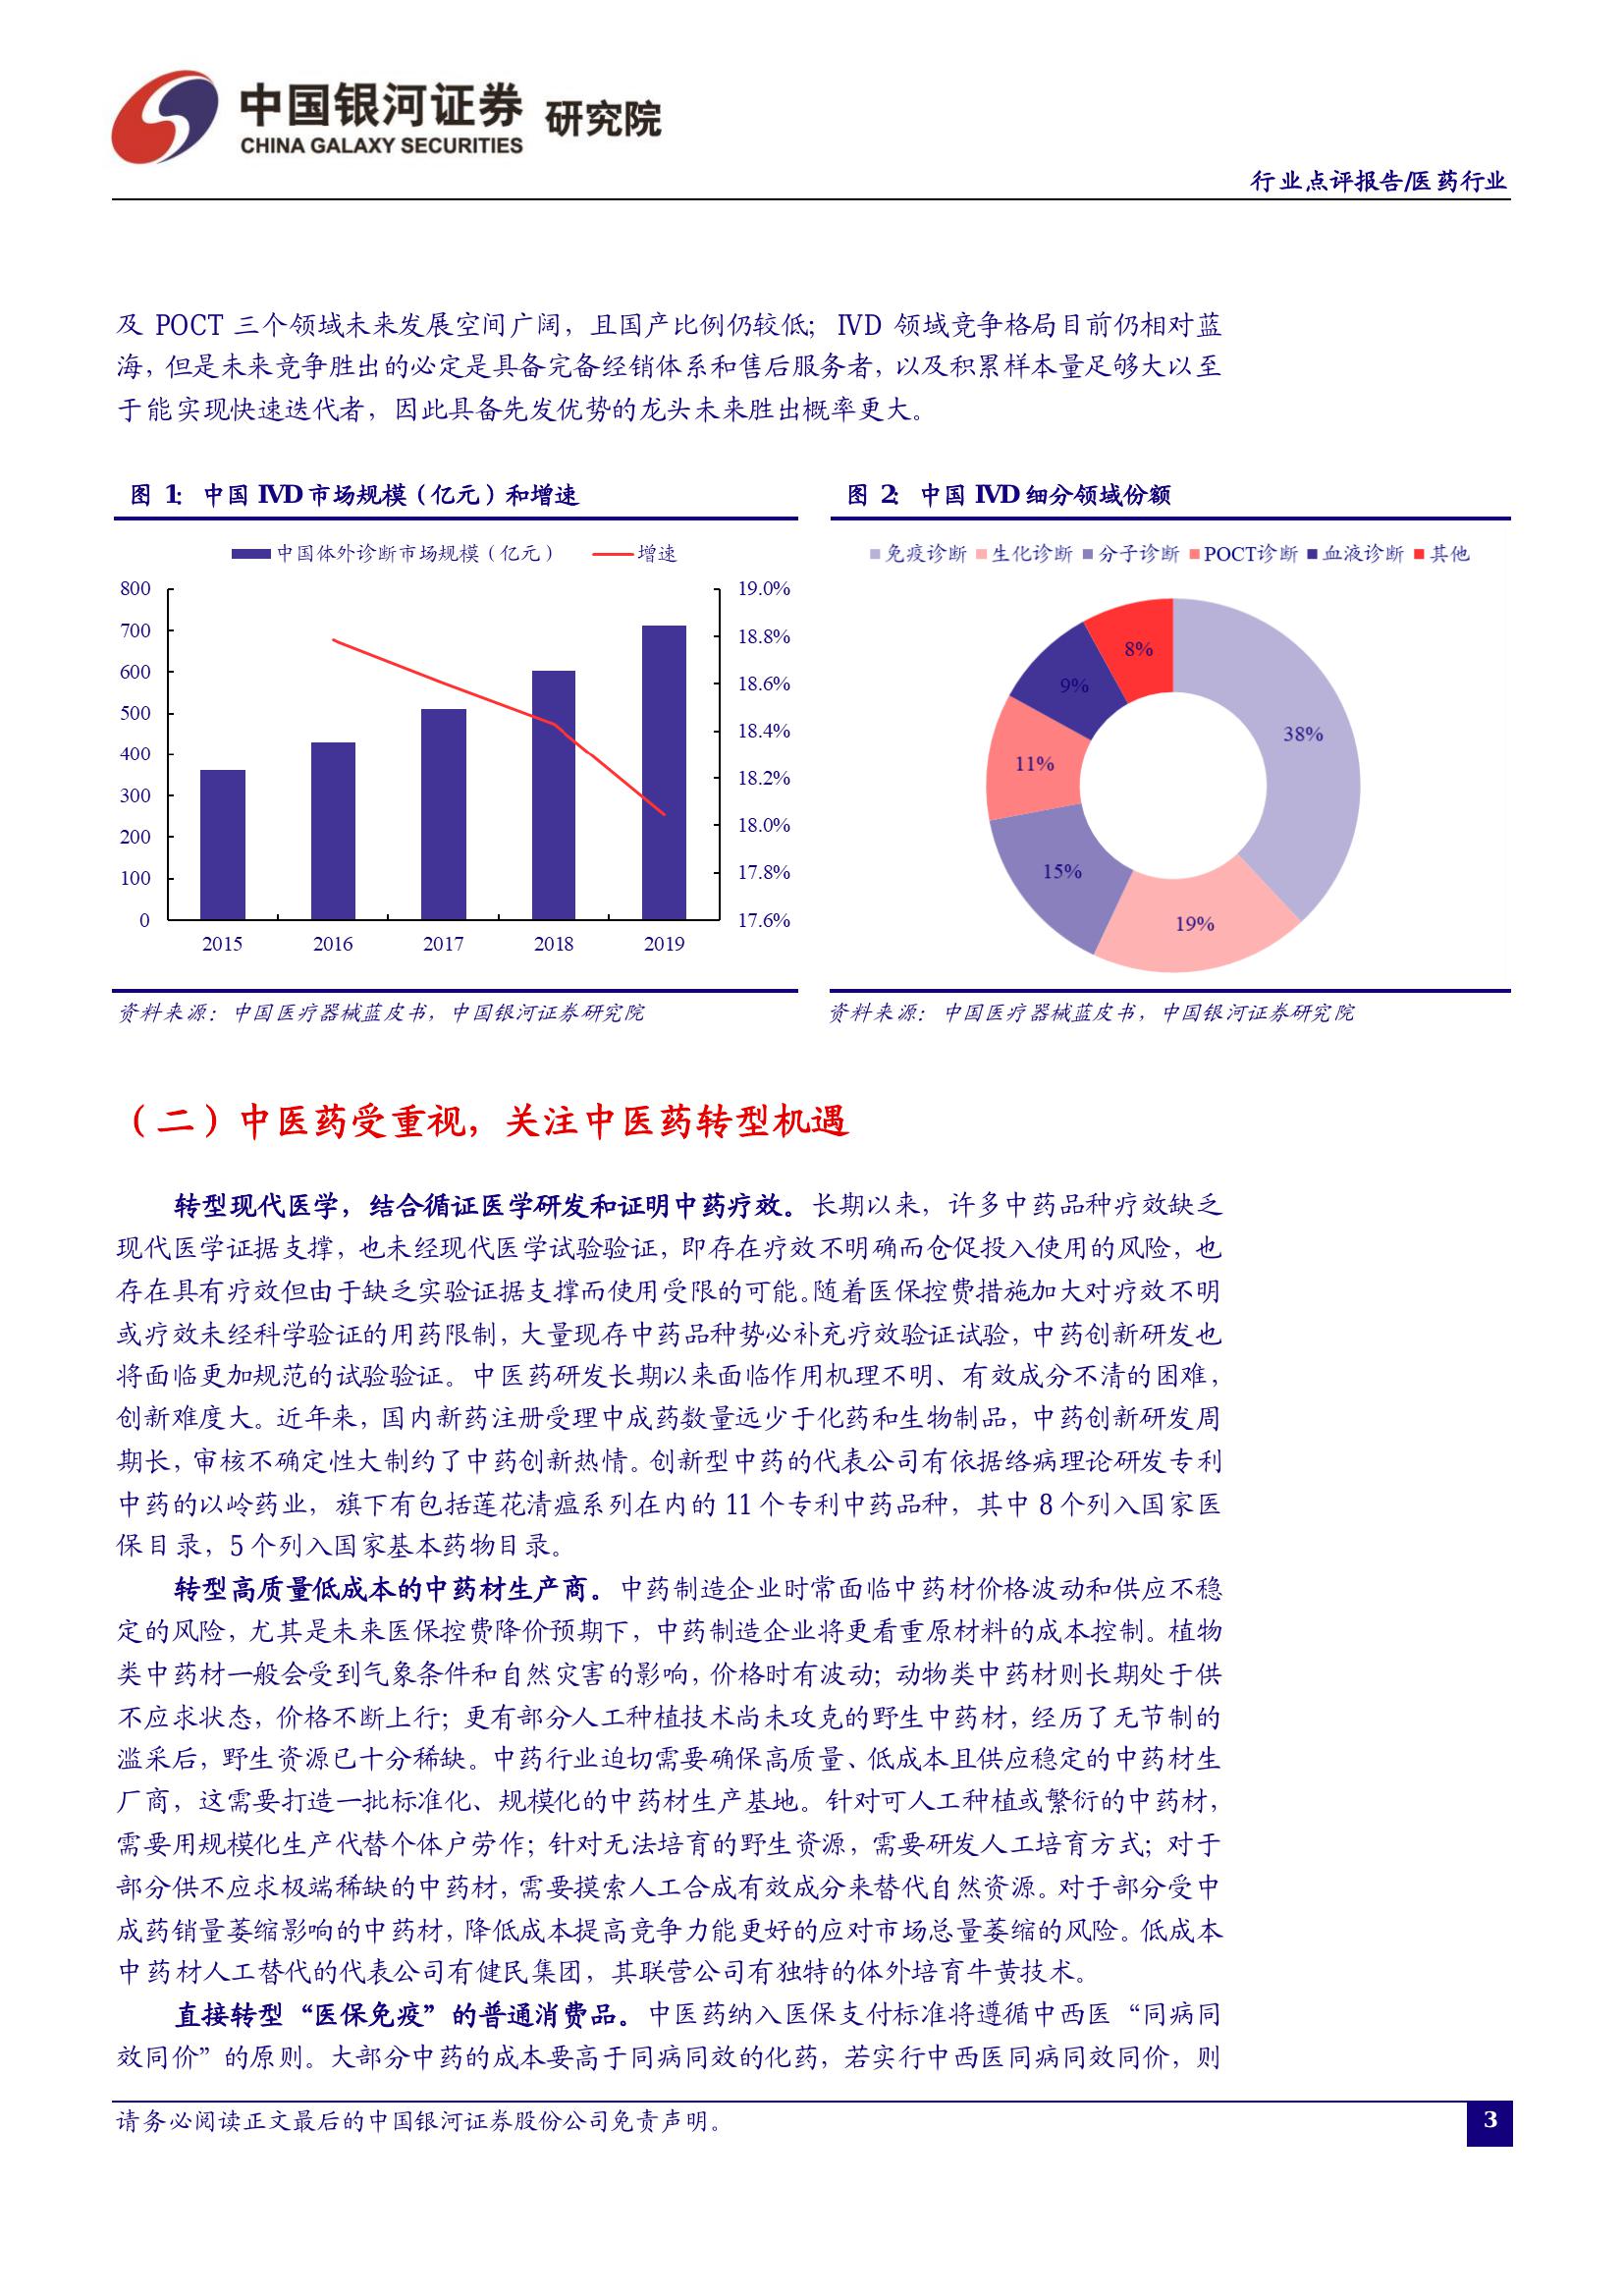 中国银河证券 研究院
CHINA GALAXY SECURITIES
行业点评报告/医药行业
及 POCT 三个领域未来发展空间广阔，且国产比例仍较低；IVD 领域竞争格局目前仍相对蓝
海，但是未来竞争胜出的必定是具备完备经销体系和售后服务者，以及积累样本量足够大以至
于能实现快速迭代者，因此具备先发优势的龙头未来胜出概率更大。
图 1： 中国 IVD 市场规模（亿元）和增速
中国体外诊断市场规模（亿元） 增速
800
700
600
500
400
300
200
100
0
19.0%
18.8%
18.6%
18.4%
18.2%
18.0%
17.8%
17.6%
2015 2016 2017 2018 2019
资料来源：中国医疗器械蓝皮书，中国银河证券研究院
图 2： 中国 IVD 细分领域份额
免疫诊断 生化诊断 分子诊断 POCT诊断 血液诊断 其他
8%
9%
38%
11%
15%
19%
资料来源：中国医疗器械蓝皮书，中国银河证券研究院
（二）中医药受重视，关注中医药转型机遇
转型现代医学，结合循证医学研发和证明中药疗效。长期以来，许多中药品种疗效缺乏
现代医学证据支撑，也未经现代医学试验验证，即存在疗效不明确而仓促投入使用的风险，也
存在具有疗效但由于缺乏实验证据支撑而使用受限的可能。随着医保控费措施加大对疗效不明
或疗效未经科学验证的用药限制，大量现存中药品种势必补充疗效验证试验，中药创新研发也
将面临更加规范的试验验证。中医药研发长期以来面临作用机理不明、有效成分不清的困难，
创新难度大。近年来，国内新药注册受理中成药数量远少于化药和生物制品，中药创新研发周
期长，审核不确定性大制约了中药创新热情。创新型中药的代表公司有依据络病理论研发专利
中药的以岭药业，旗下有包括莲花清瘟系列在内的 11 个专利中药品种，其中 8 个列入国家医
保目录，5 个列入国家基本药物目录。
转型高质量低成本的中药材生产商。中药制造企业时常面临中药材价格波动和供应不稳
定的风险，尤其是未来医保控费降价预期下，中药制造企业将更看重原材料的成本控制。植物
类中药材一般会受到气象条件和自然灾害的影响，价格时有波动；动物类中药材则长期处于供
不应求状态，价格不断上行；更有部分人工种植技术尚未攻克的野生中药材，经历了无节制的
滥采后，野生资源已十分稀缺。中药行业迫切需要确保高质量、低成本且供应稳定的中药材生
厂商，这需要打造一批标准化、规模化的中药材生产基地。针对可人工种植或繁衍的中药材，
需要用规模化生产代替个体户劳作；针对无法培育的野生资源，需要研发人工培育方式；对于
部分供不应求极端稀缺的中药材，需要摸索人工合成有效成分来替代自然资源。对于部分受中
成药销量萎缩影响的中药材，降低成本提高竞争力能更好的应对市场总量萎缩的风险。低成本
中药材人工替代的代表公司有健民集团，其联营公司有独特的体外培育牛黄技术。
直接转型“医保免疫”的普通消费品。中医药纳入医保支付标准将遵循中西医“同病同
效同价”的原则。大部分中药的成本要高于同病同效的化药，若实行中西医同病同效同价，则
请务必阅读正文最后的中国银河证券股份公司免责声明。
3